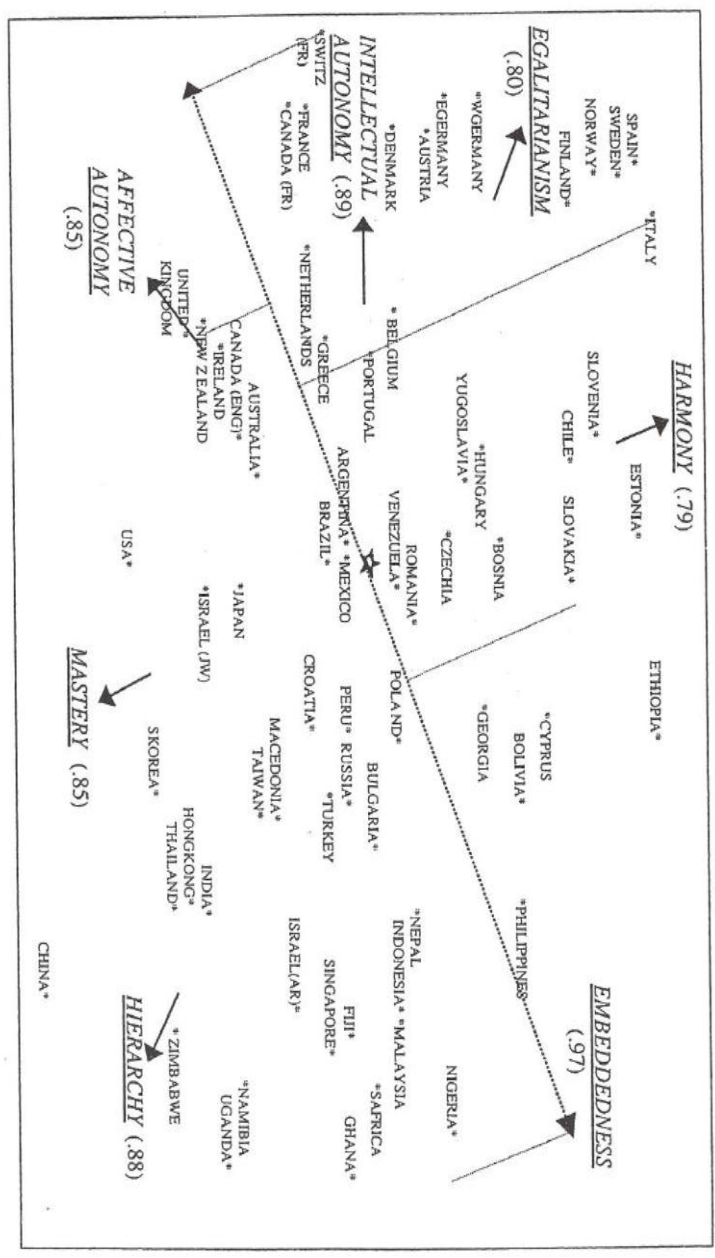 HARMONY (.79)
EMBEDDEDNESS
(.97)
*ITALY
ESTONIA*
ETHIOPIA*
SPAIN*
SWEDEN*
NORWAY*
FINLAND*
SLOVENIA*
CHILE*
SLOVAKIA*
EGALITARIANISM
(.80)
*CYPRUS
BOLIVIA*
*PHILIPPINES
*BOSNIA
*GEORGIA
*WGERMANY
*HUNGARY
YUGOSLAVIA*
*EGERMANY
*AUSTRIA
*CZECHIA
NIGERIA*
ROMANIA*
VENEZUELA*
*DENMARK
* BELGIUM
POLAND*
*NEPAL
INDONESIA* *MALAYSIA
INTELLECTUAL
AUTONOMY (.89)
*PORTUGAL
BULGARIA*
*SAFRICA
GHANA*
ARGENTINA* *MEXICO
BRAZIL*
PERU* RUSSIA*
*TURKEY
FIJI*
SINGAPORE*
*SWITZ
(FR)
*GREECE
*NETHERLANDS
CROATIA*
*FRANCE
*CANADA (FR)
ISRAEL(AR)*
MACEDONIA*
TAIWAN*
AUSTRALIA*
CANADA (ENG)*
*IRELAND
*NEW ZEALAND
*JAPAN
*ISRAEL (JW)
*NAMIBIA
UGANDA*
UNITED *
KINGDOM
INDIA*
HONGKONG*
THAILAND*
SKOREA*
* ZIMBABWE
AFFECTIVE
AUTONOMY
(.85)
USA*
HIERARCHY (.88)
MASTERY (.85)
CHINA*